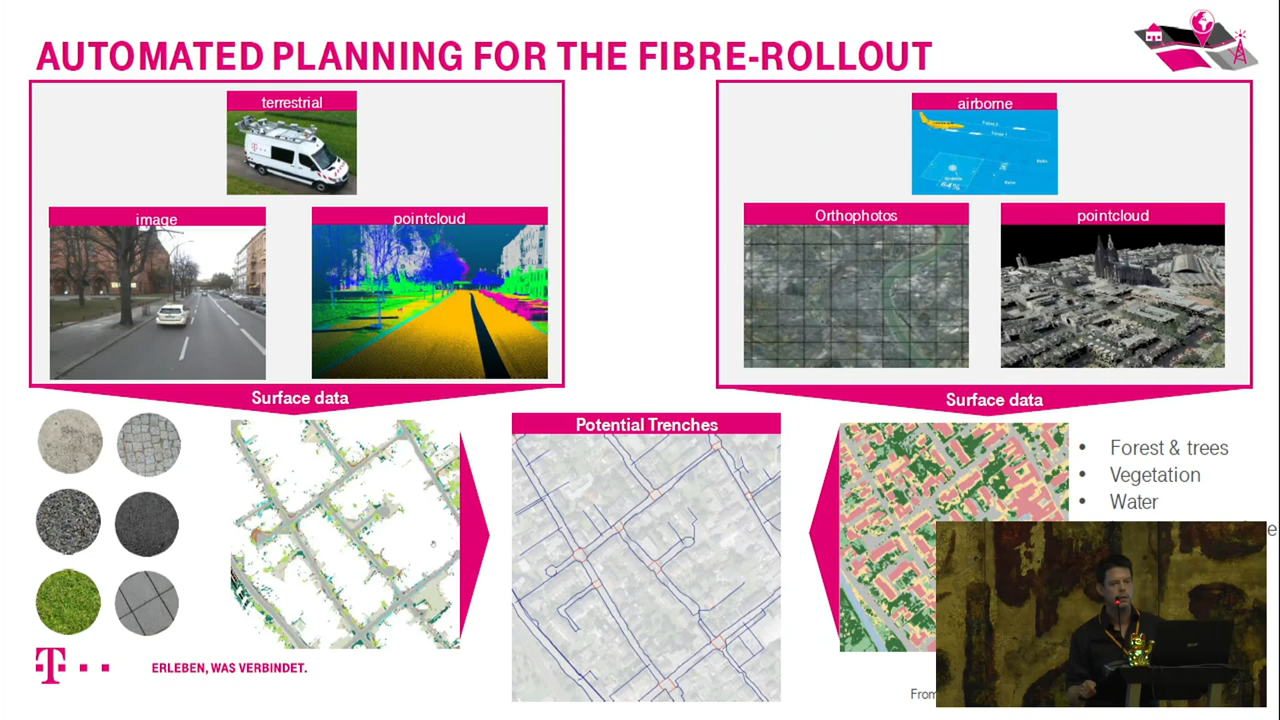 AUTOMATED PLANNING FOR THE FIBRE-ROLLOUT
terrestrial
image
pointcloud
Surface data
airborne
Orthophotos
pointcloud
Surface data
Potential Trenches
• Forest & trees
• Vegetation
• Water
T
ERLEBEN, WAS VERBINDET.
From